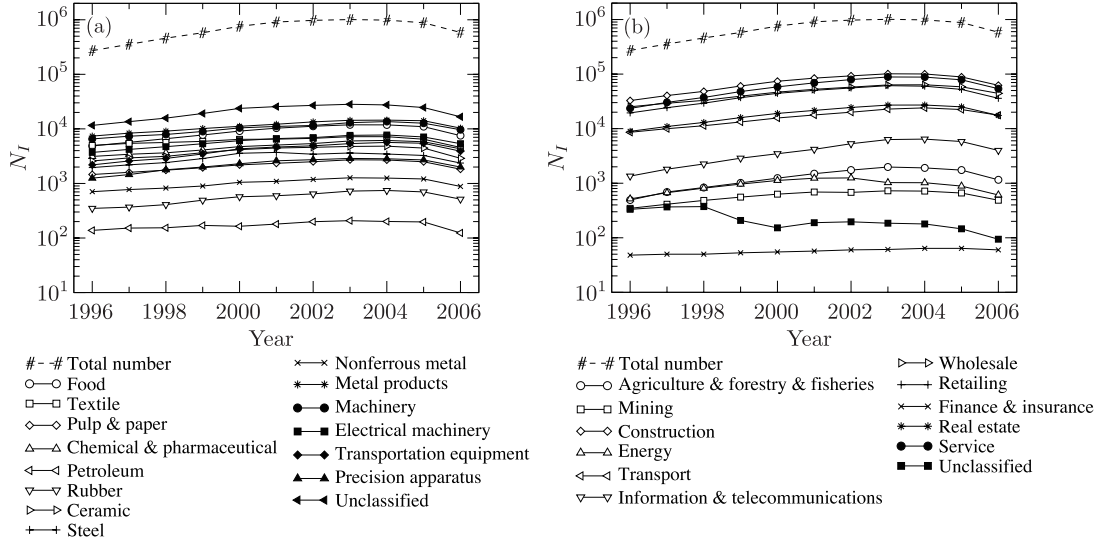 (a)
10^6
10^5
10^4
10^3
10^2
10^1
N_I
1996 1998 2000 2002 2004 2006
Year
#--# Total number
Food
Textile
Pulp & paper
Chemical & pharmaceutical
Petroleum
Rubber
Ceramic
Steel
Nonferrous metal
Metal products
Machinery
Electrical machinery
Transportation equipment
Precision apparatus
Unclassified
(b)
10^6
10^5
10^4
10^3
10^2
10^1
N_I
1996 1998 2000 2002 2004 2006
Year
#--# Total number
Agriculture & forestry & fisheries
Mining
Construction
Energy
Transport
Information & telecommunications
Wholesale
Retailing
Finance & insurance
Real estate
Service
Unclassified